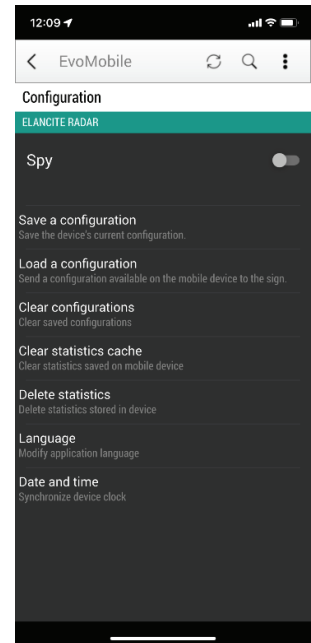 12:09
EvoMobile
Configuration
ELANCITE RADAR
Spy
Save a configuration
Save the device's current configuration.
Load a configuration
Send a configuration available on the mobile device to the sign.
Clear configurations
Clear saved configurations
Clear statistics cache
Clear statistics saved on mobile device
Delete statistics
Delete statistics stored in device
Language
Modify application language
Date and time
Synchronize device clock